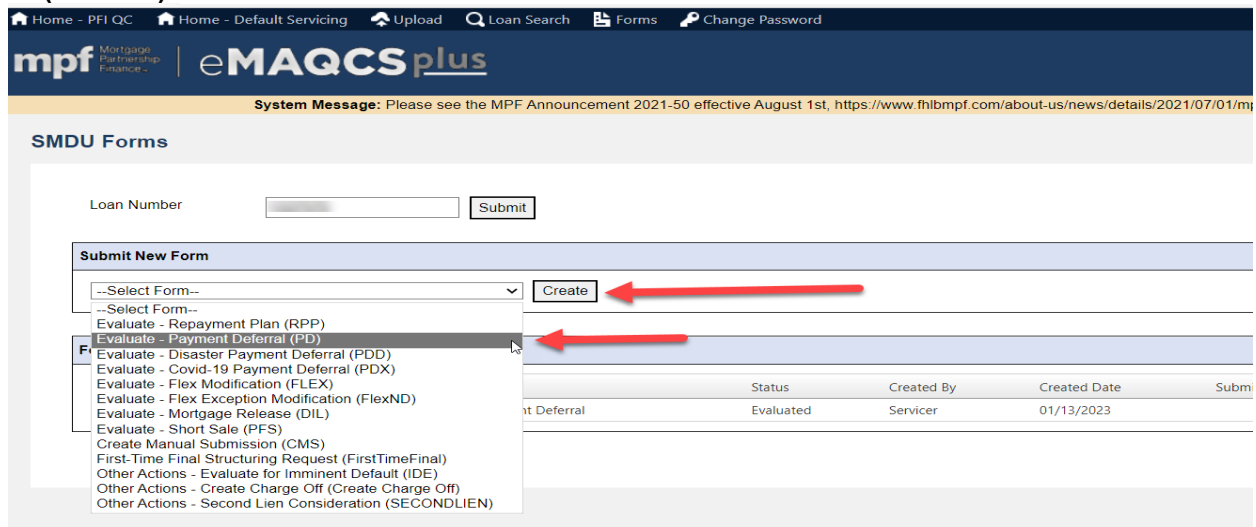 Home - PFI QC Home - Default Servicing Upload Loan Search Forms Change Password
mpf Mortgage Partnership Finance | eMAQCS plus
System Message: Please see the MPF Announcement 2021-50 effective August 1st, https://www.fhlbmpf.com/about-us/news/details/2021/07/01/mp
SMDU Forms
Loan Number Submit
Submit New Form
--Select Form-- Create
--Select Form--
Evaluate - Repayment Plan (RPP)
Evaluate - Payment Deferral (PD)
Evaluate - Disaster Payment Deferral (PDD)
Evaluate - Covid-19 Payment Deferral (PDX)
Evaluate - Flex Modification (FLEX)
Evaluate - Flex Exception Modification (FlexND)
Evaluate - Mortgage Release (DIL)
Evaluate - Short Sale (PFS)
Create Manual Submission (CMS)
First-Time Final Structuring Request (FirstTimeFinal)
Other Actions - Evaluate for Imminent Default (IDE)
Other Actions - Create Charge Off (Create Charge Off)
Other Actions - Second Lien Consideration (SECONDLIEN)
Status Created By Created Date Submi
nt Deferral Evaluated Servicer 01/13/2023